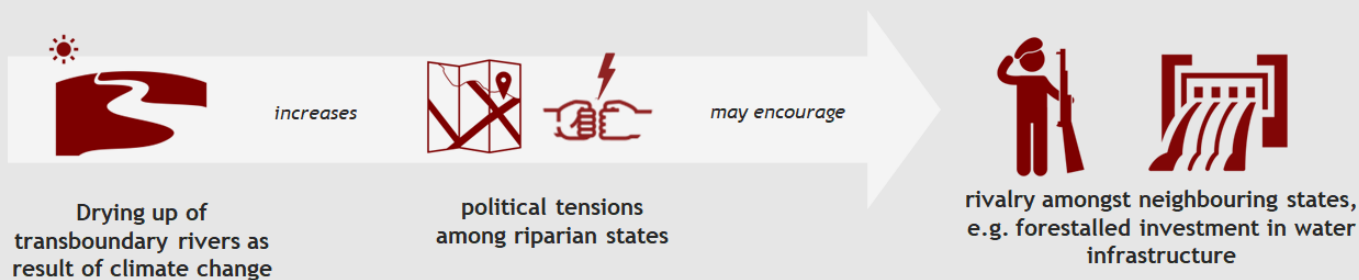 Drying up of
transboundary rivers as
result of climate change
increases
political tensions
among riparian states
may encourage
rivalry amongst neighbouring states,
e.g. forestalled investment in water
infrastructure